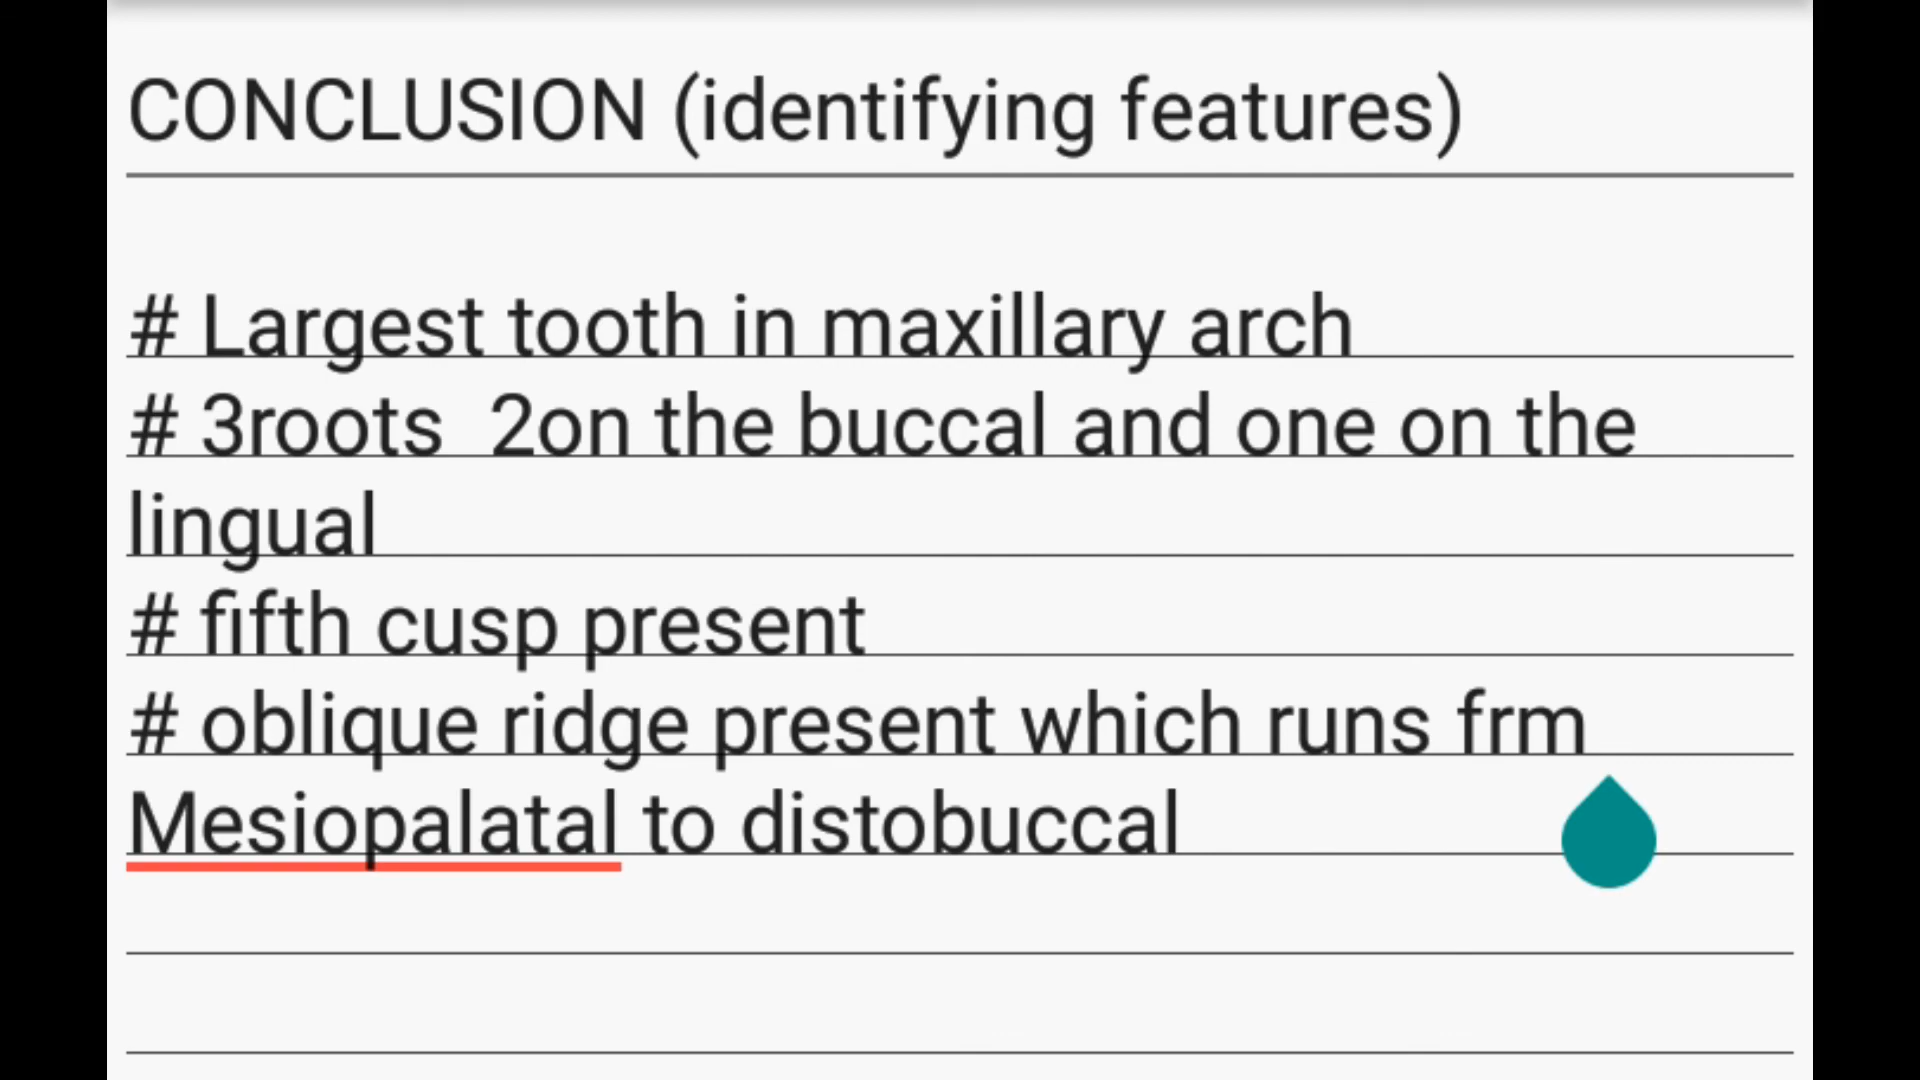 CONCLUSION (identifying features)
# Largest tooth in maxillary arch
# 3roots  2on the buccal and one on the
lingual
# fifth cusp present
# oblique ridge present which runs frm
Mesiopalatal to distobuccal